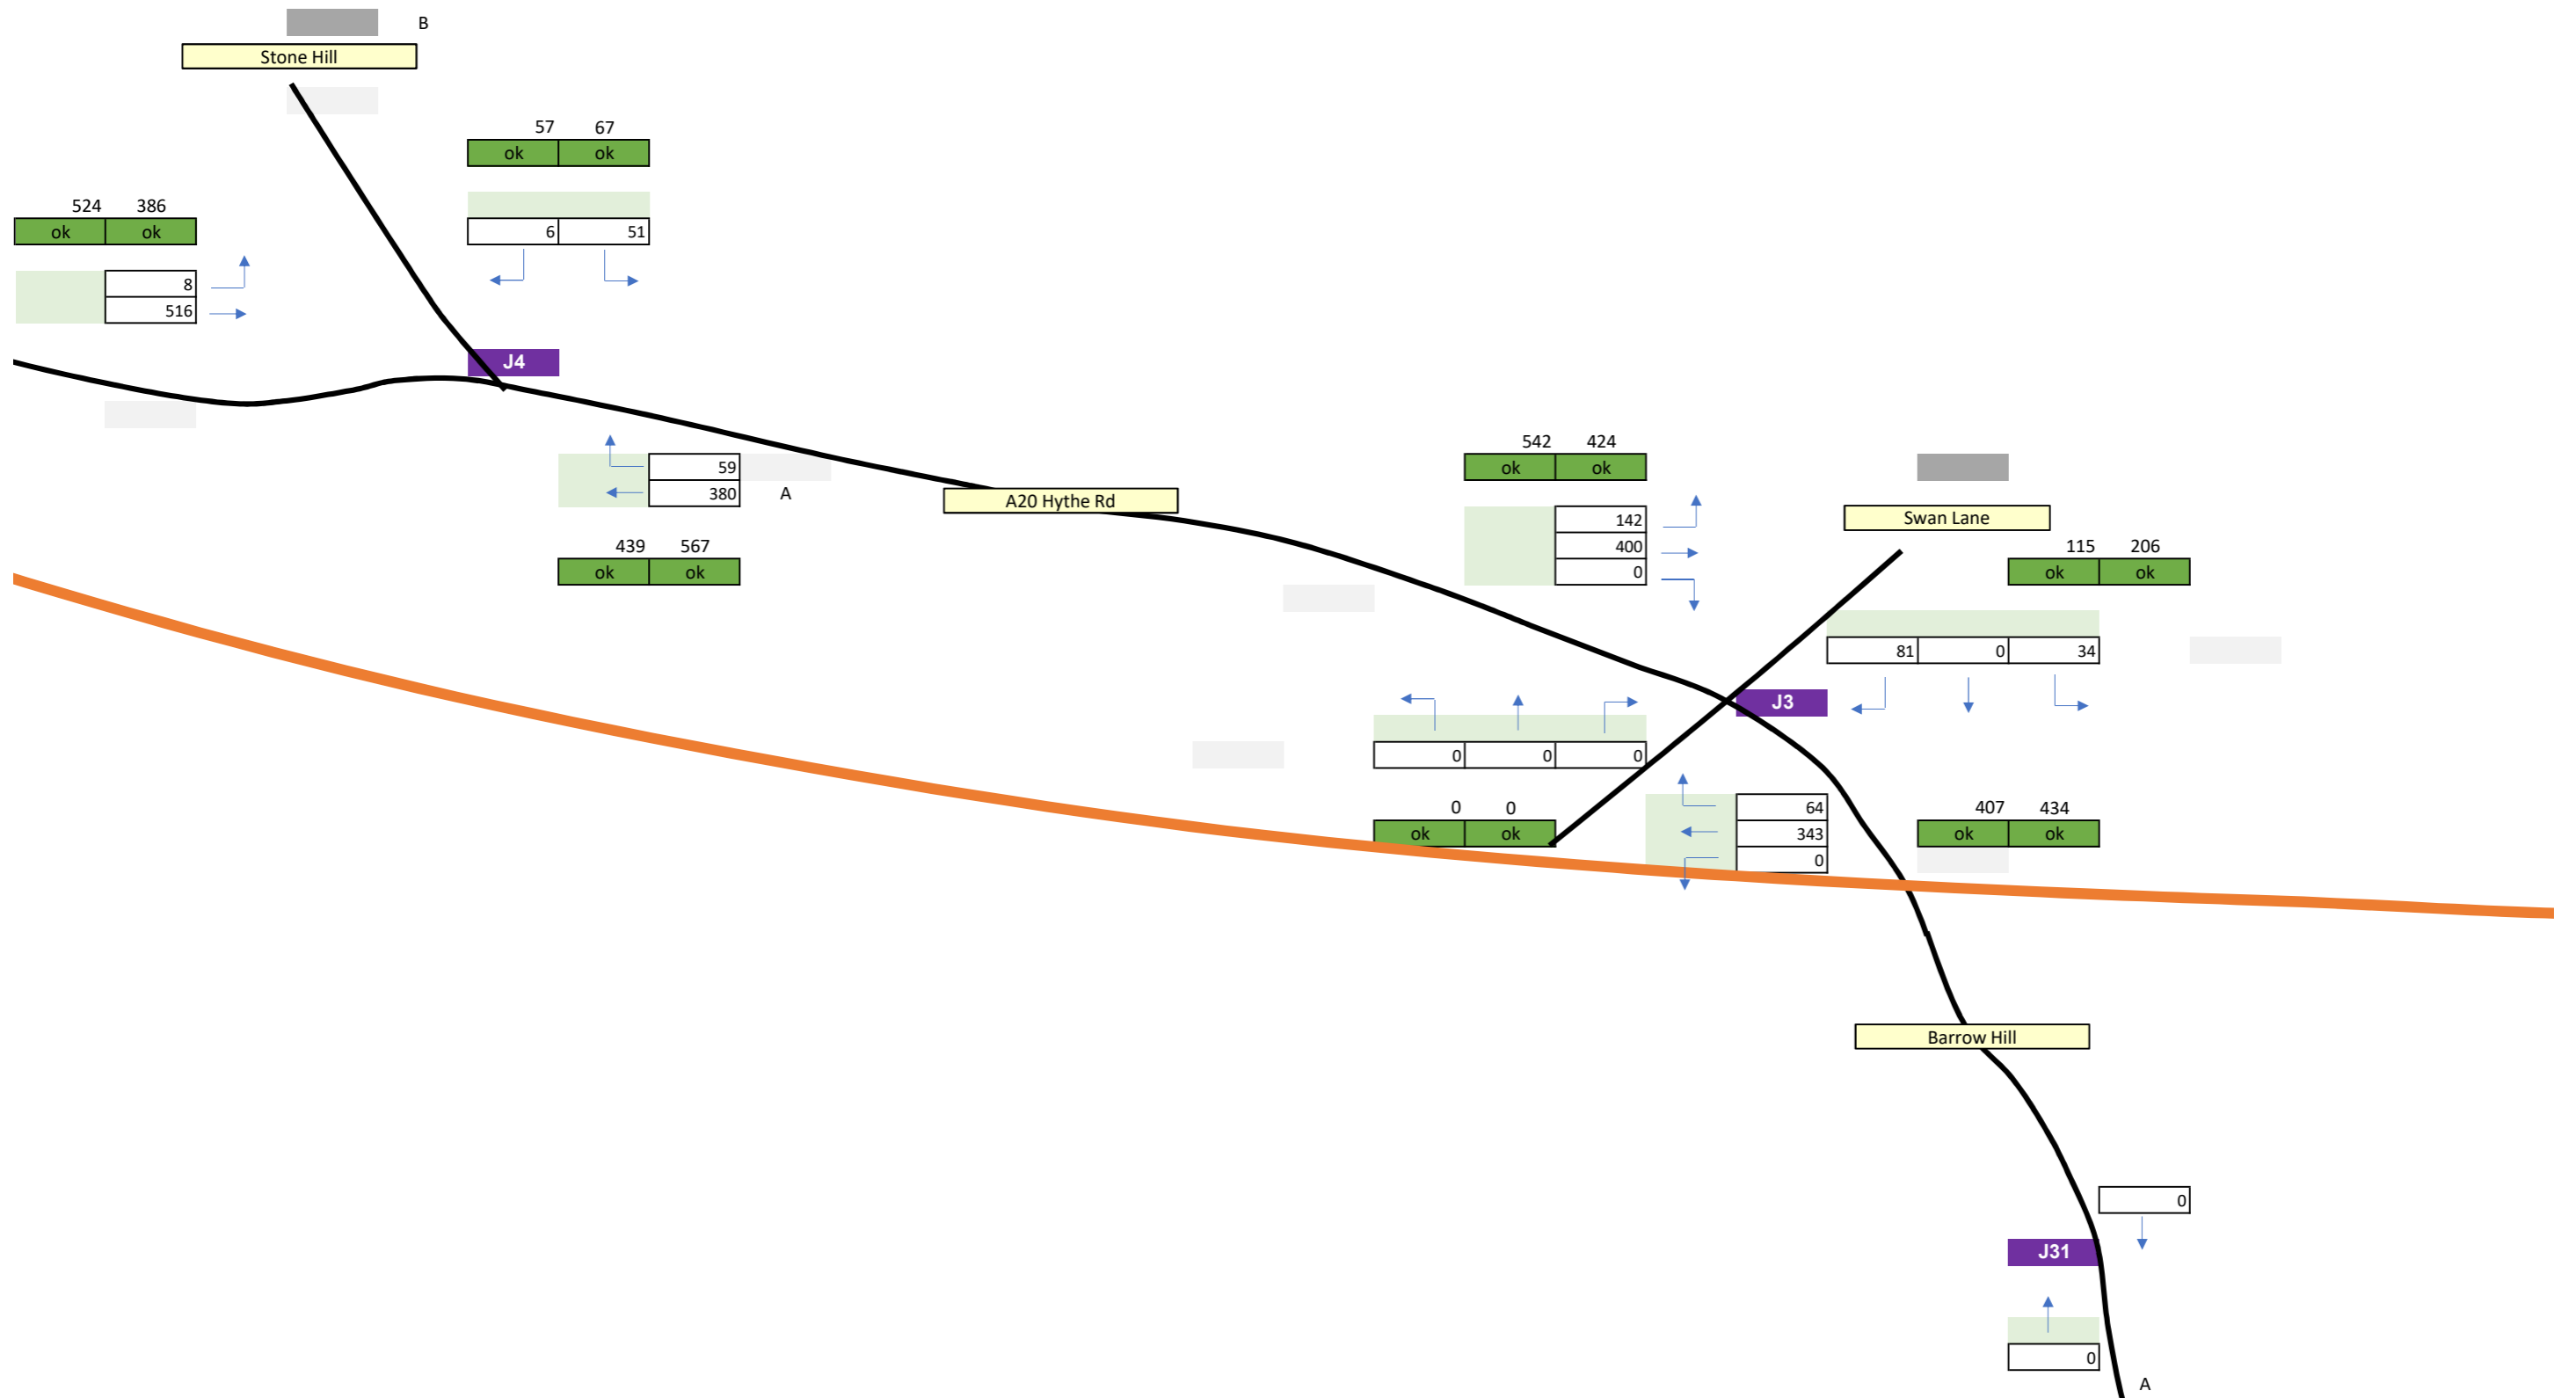 B
Stone Hill
57 67
ok ok
524 386
ok ok
6 51
8
516
J4
59
380 A
439 567
ok ok
A20 Hythe Rd
542 424
ok ok
142
400
0
Swan Lane
115 206
ok ok
81 0 34
J3
0 0 0
0 0
ok ok
64
343
0
407 434
ok ok
Barrow Hill
0
J31
0
A